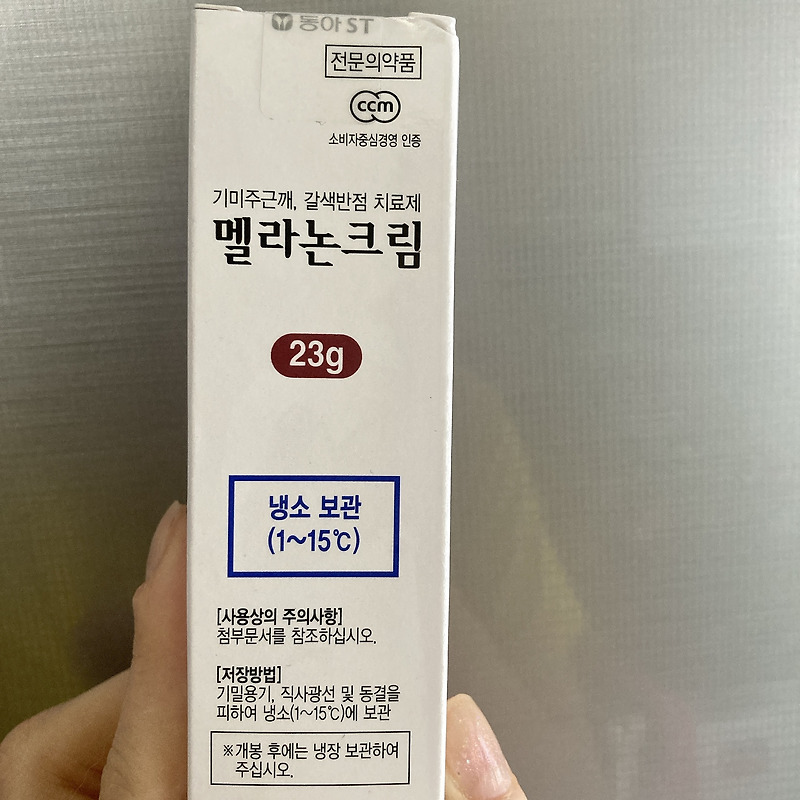 동아 ST
전문의약품
ccm
소비자중심경영 인증
기미주근깨, 갈색반점 치료제
멜라논크림
23g
냉소 보관
(1~15℃)
[사용상의 주의사항]
첨부문서를 참조하십시오.
[저장방법]
기밀용기, 직사광선 및 동결을
피하여 냉소(1~15℃)에 보관
※개봉 후에는 냉장 보관하여
주십시오.